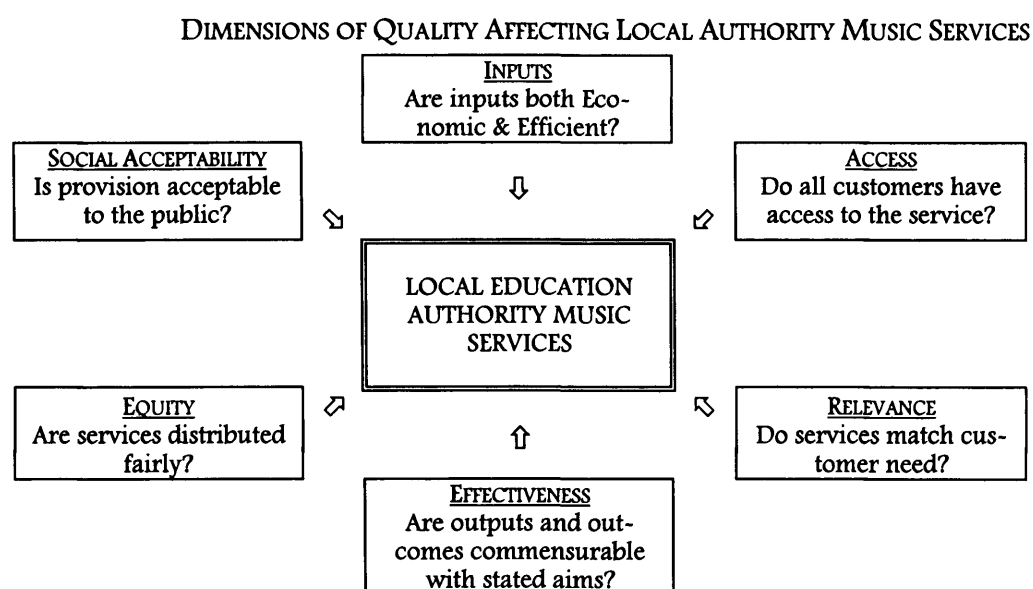 DIMENSIONS OF QUALITY AFFECTING LOCAL AUTHORITY MUSIC SERVICES
INPUTS
Are inputs both Eco-
nomic & Efficient?
SOCIAL ACCEPTABILITY
Is provision acceptable
to the public?
ACCESS
Do all customers have
access to the service?
LOCAL EDUCATION
AUTHORITY MUSIC
SERVICES
EQUITY
Are services distributed
fairly?
RELEVANCE
Do services match cus-
tomer need?
EFFECTIVENESS
Are outputs and out-
comes commensurable
with stated aims?